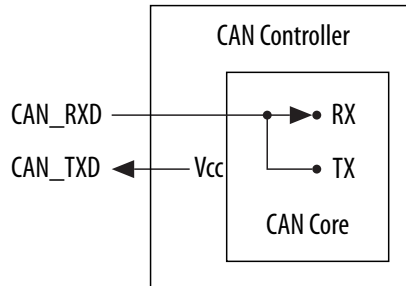 CAN Controller
CAN_RXD
RX
CAN_TXD
Vcc
TX
CAN Core